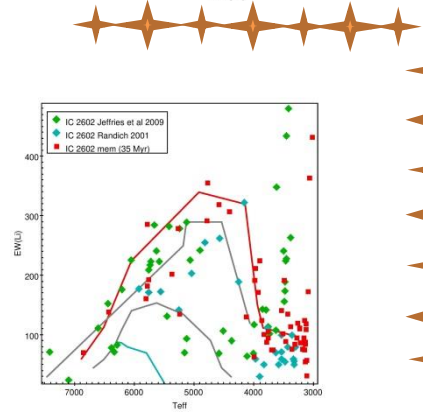 IC 2602 Jeffries et al 2009
IC 2602 Randich 2001
IC 2602 mem (35 Myr)
400
300
200
100
EW(Li)
7000 6000 5000 4000 3000
Teff